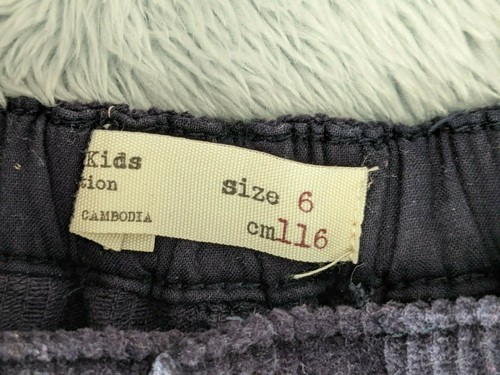 Kids
tion
CAMBODIA
size 6
cm116